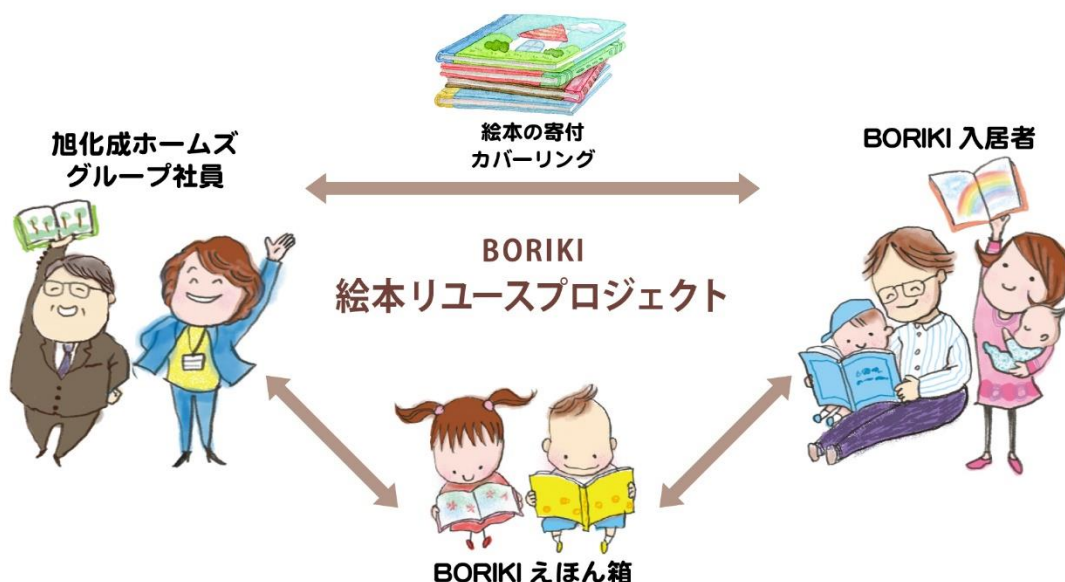 絵本の寄付
カバーリング
旭化成ホームズ
グループ社員
BORIKI 入居者
BORIKI
絵本リユースプロジェクト
BORIKI えほん箱